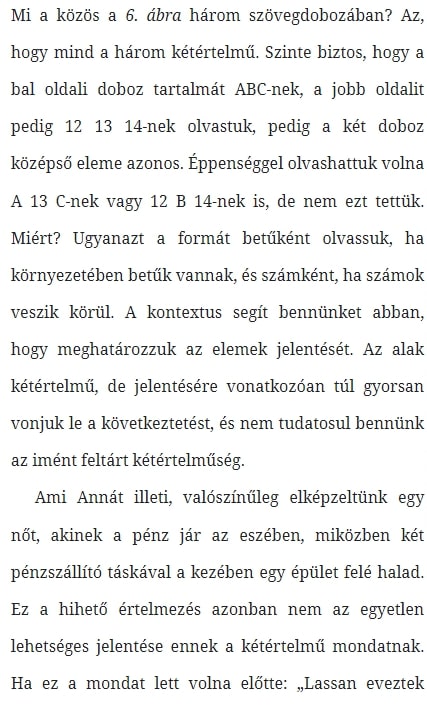 Mi a közös a 6. ábra három szövegdobozában? Az,
hogy mind a három kétértelmű. Szinte biztos, hogy a
bal oldali doboz tartalmát ABC-nek, a jobb oldalit
pedig 12 13 14-nek olvastuk, pedig a két doboz
középső eleme azonos. Éppenséggel olvashattuk volna
A 13 C-nek vagy 12 B 14-nek is, de nem ezt tettük.
Miért? Ugyanazt a formát betűként olvassuk, ha
környezetében betűk vannak, és számként, ha számok
veszik körül. A kontextus segít bennünket abban,
hogy meghatározzuk az elemek jelentését. Az alak
kétértelmű, de jelentésére vonatkozóan túl gyorsan
vonjuk le a következtetést, és nem tudatosul bennünk
az imént feltárt kétértelműség.
Ami Annát illeti, valószínűleg elképzeltünk egy
nőt, akinek a pénz jár az eszében, miközben két
pénzszállító táskával a kezében egy épület felé halad.
Ez a hihető értelmezés azonban nem az egyetlen
lehetséges jelentése ennek a kétértelmű mondatnak.
Ha ez a mondat lett volna előtte: „Lassan eveztek